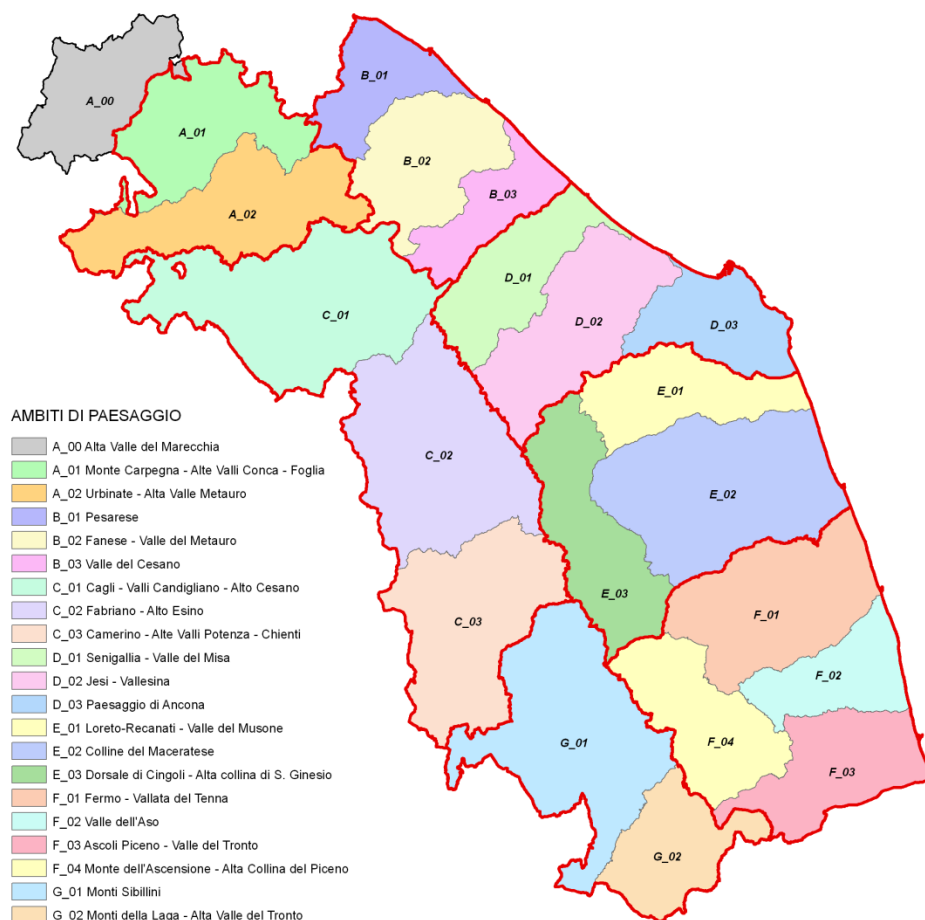 A_00
A_01
A_02
B_01
B_02
B_03
C_01
D_01
D_02
D_03
E_01
C_02
E_02
E_03
C_03
F_01
F_02
G_01
F_04
F_03
G_02
AMBITI DI PAESAGGIO
A_00 Alta Valle del Marecchia
A_01 Monte Carpegna - Alte Valli Conca - Foglia
A_02 Urbinate - Alta Valle Metauro
B_01 Pesarese
B_02 Fanese - Valle del Metauro
B_03 Valle del Cesano
C_01 Cagli - Valli Candigliano - Alto Cesano
C_02 Fabriano - Alto Esino
C_03 Camerino - Alte Valli Potenza - Chienti
D_01 Senigallia - Valle del Misa
D_02 Jesi - Vallesina
D_03 Paesaggio di Ancona
E_01 Loreto-Recanati - Valle del Musone
E_02 Colline del Maceratese
E_03 Dorsale di Cingoli - Alta collina di S. Ginesio
F_01 Fermo - Vallata del Tenna
F_02 Valle dell'Aso
F_03 Ascoli Piceno - Valle del Tronto
F_04 Monte dell'Ascensione - Alta Collina del Piceno
G_01 Monti Sibillini
G_02 Monti della Laga - Alta Valle del Tronto